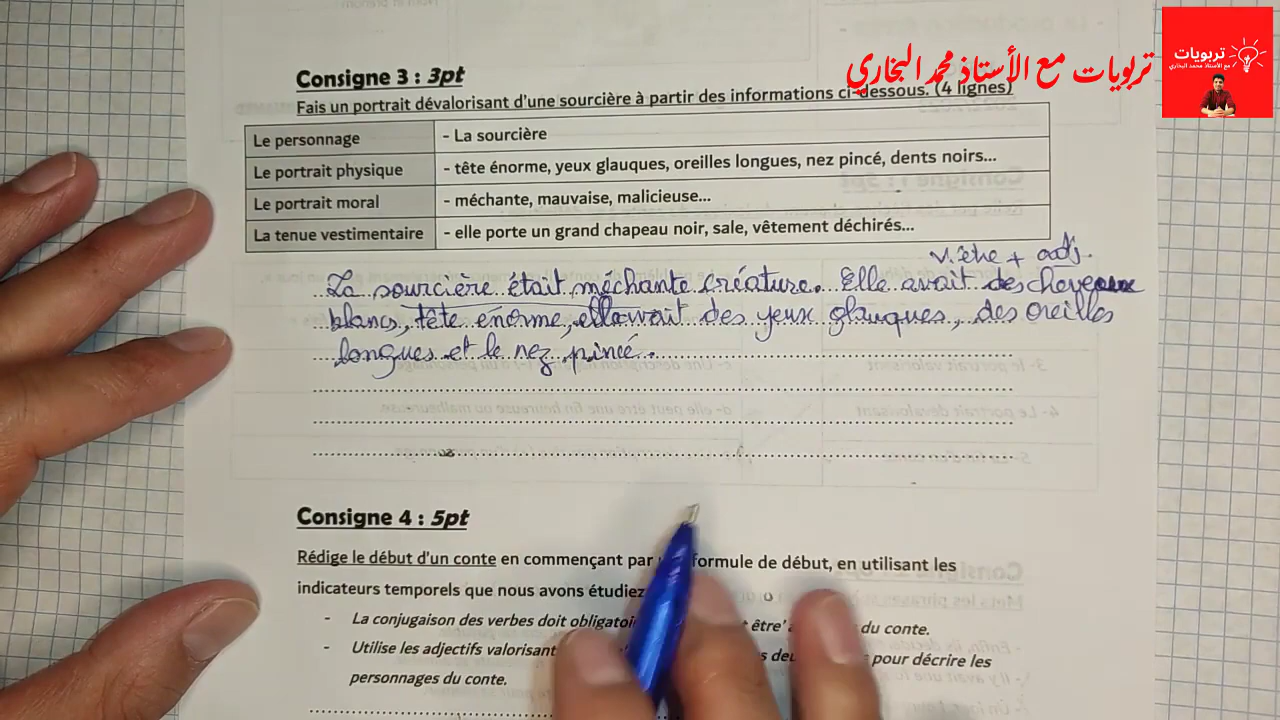 تربويات
مع الأستاذ محمد البخاري
تربويات مع الأستاذ محمد البخاري
Consigne 3 : 3pt
Fais un portrait dévalorisant d'une sourcière à partir des informations ci-dessous. (4 lignes)
Le personnage - La sourcière
Le portrait physique - tête énorme, yeux glauques, oreilles longues, nez pincé, dents noirs...
Le portrait moral - méchante, mauvaise, malicieuse...
La tenue vestimentaire - elle porte un grand chapeau noir, sale, vêtement déchirés...
v. être + adj.
La sourcière était méchante créature. Elle avait des cheveux
blancs, tête énorme, elle avait des yeux glauques, des oreilles
longues et le nez pincé.
Consigne 4 : 5pt
Rédige le début d'un conte en commençant par formule de début, en utilisant les
indicateurs temporels que nous avons étudiez
- La conjugaison des verbes doit être' du conte.
- Utilise les adjectifs pour décrire les
personnages du conte.